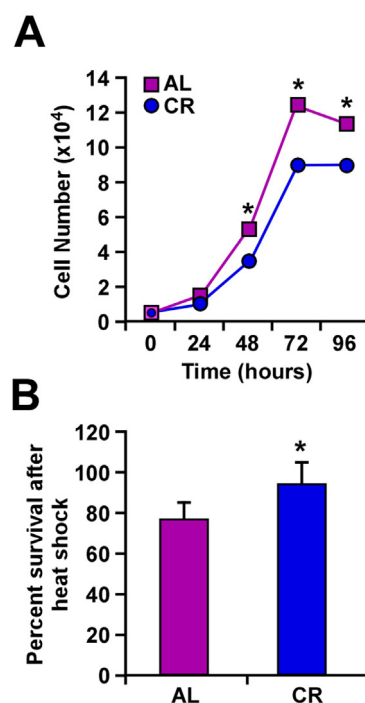 A
14
12
10
8
6
4
2
0
Cell Number (x10⁴)
AL
CR
*
*
*
0 24 48 72 96
Time (hours)
B
120
100
80
60
40
20
0
Percent survival after
heat shock
*
AL CR